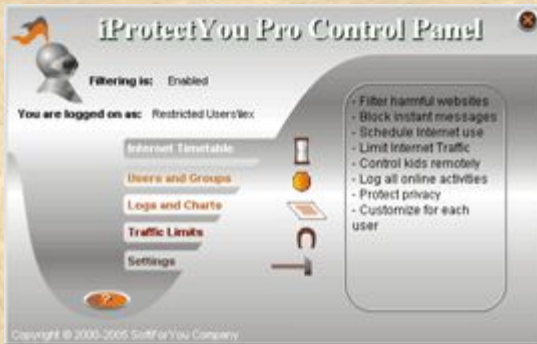 iProtectYou Pro Control Panel
Filtering is: Enabled
You are logged on as: Restricted Users\lex
Internet Timetable
Users and Groups
Logs and Charts
Traffic Limits
Settings
?
- Filter harmful websites
- Block instant messages
- Schedule Internet use
- Limit Internet Traffic
- Control kids remotely
- Log all online activities
- Protect privacy
- Customize for each
user
Copyright © 2000-2005 SoftForYou Company